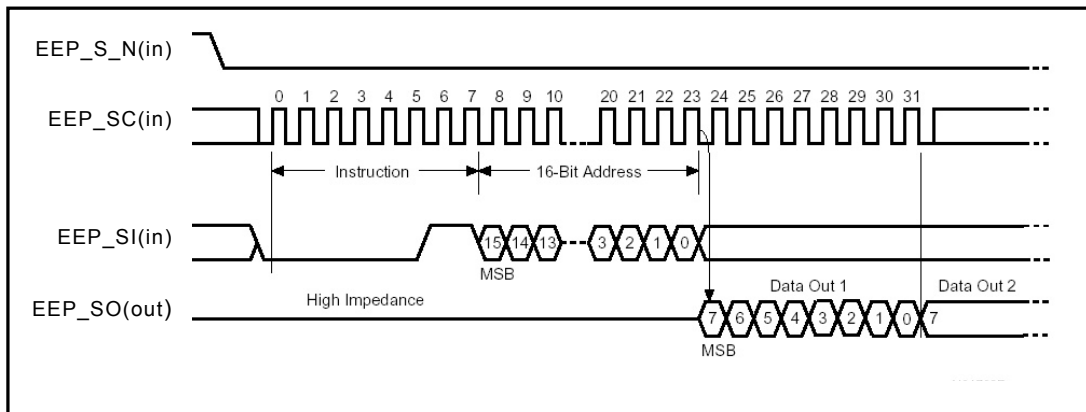 EEP_S_N(in)
0 1 2 3 4 5 6 7 8 9 10 20 21 22 23 24 25 26 27 28 29 30 31
EEP_SC(in)
Instruction 16-Bit Address
EEP_SI(in)
15 14 13 3 2 1 0
MSB
High Impedance Data Out 1 Data Out 2
EEP_SO(out)
7 6 5 4 3 2 1 0 7
MSB